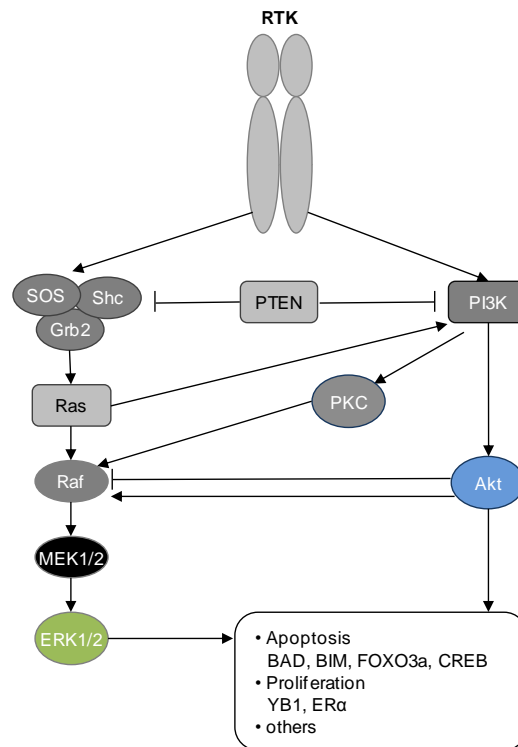 RTK
SOS
Shc
Grb2
PTEN
PI3K
Ras
PKC
Raf
Akt
MEK1/2
ERK1/2
• Apoptosis
BAD, BIM, FOXO3a, CREB
• Proliferation
YB1, ERα
• others